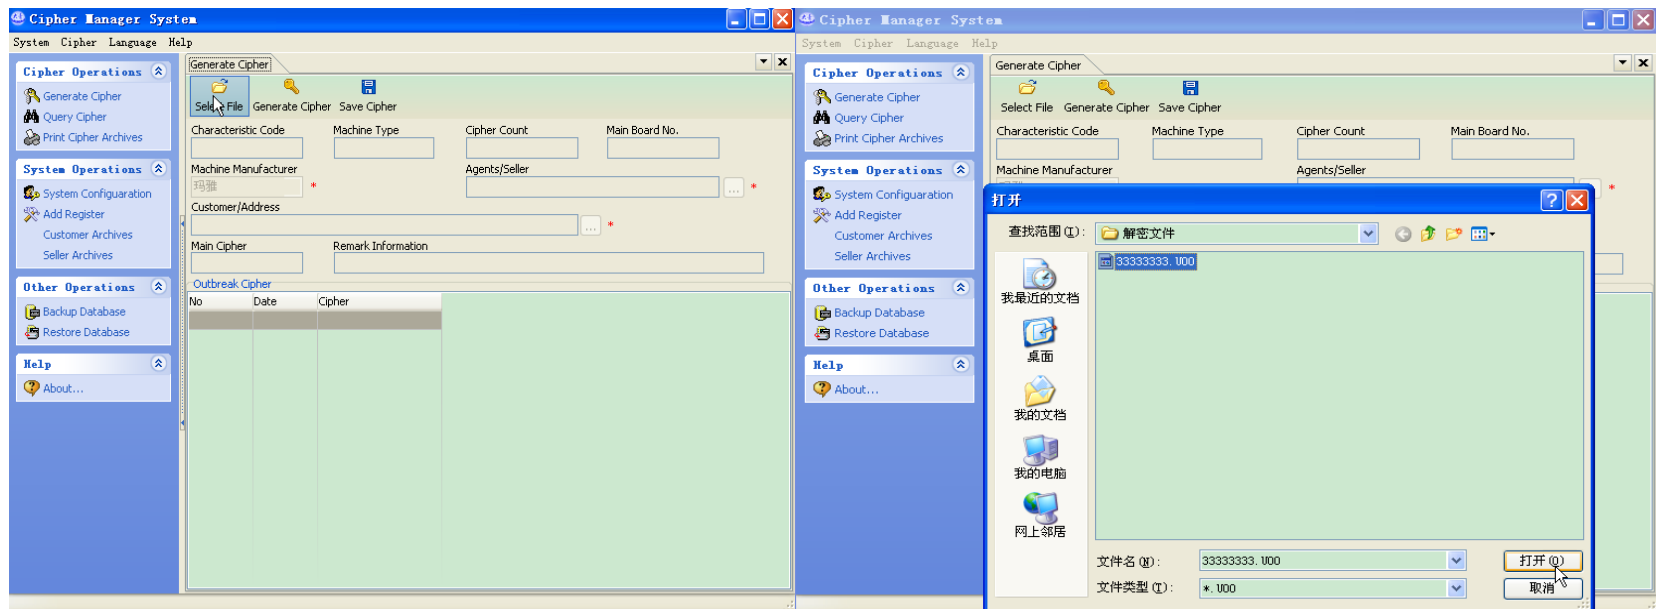 Cipher Manager System
System Cipher Language Help
Cipher Operations
Generate Cipher
Query Cipher
Print Cipher Archives
System Operations
System Configuaration
Add Register
Customer Archives
Seller Archives
Other Operations
Backup Database
Restore Database
Help
About...
Generate Cipher
Select File Generate Cipher Save Cipher
Characteristic Code Machine Type Cipher Count Main Board No.
Machine Manufacturer Agents/Seller
玛雅 * ... *
Customer/Address
... *
Main Cipher Remark Information
Outbreak Cipher
No Date Cipher
Cipher Manager System
System Cipher Language Help
Cipher Operations
Generate Cipher
Query Cipher
Print Cipher Archives
System Operations
System Configuaration
Add Register
Customer Archives
Seller Archives
Other Operations
Backup Database
Restore Database
Help
About...
Generate Cipher
Select File Generate Cipher Save Cipher
Characteristic Code Machine Type Cipher Count Main Board No.
Machine Manufacturer Agents/Seller
*
打开
查找范围(I): 解密文件
33333333.U00
我最近的文档
桌面
我的文档
我的电脑
网上邻居
文件名(N): 33333333.U00 打开(O)
文件类型(T): *.U00 取消